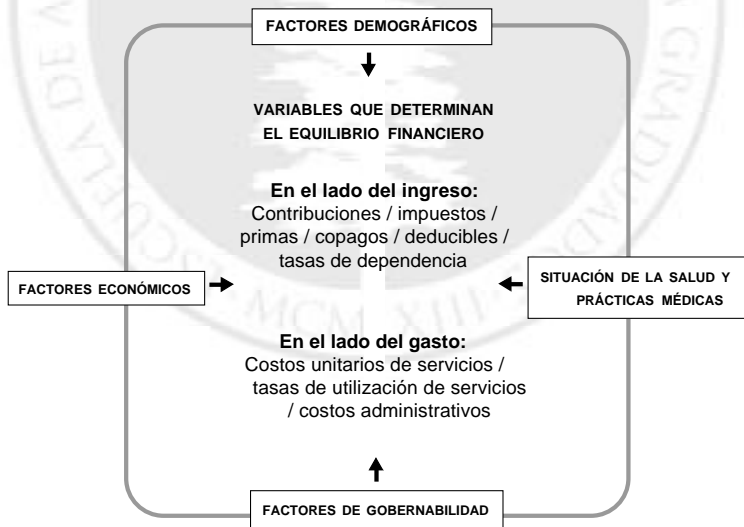 FACTORES DEMOGRÁFICOS
VARIABLES QUE DETERMINAN
EL EQUILIBRIO FINANCIERO
En el lado del ingreso:
Contribuciones / impuestos /
primas / copagos / deducibles /
tasas de dependencia
FACTORES ECONÓMICOS
SITUACIÓN DE LA SALUD Y
PRÁCTICAS MÉDICAS
En el lado del gasto:
Costos unitarios de servicios /
tasas de utilización de servicios
/ costos administrativos
FACTORES DE GOBERNABILIDAD
MCM XIII